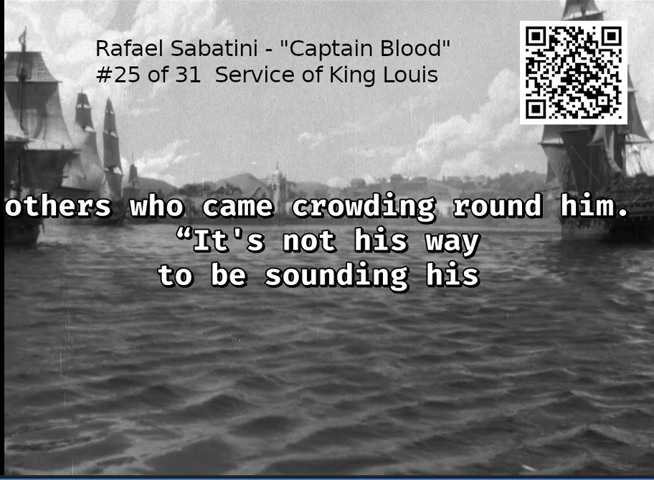 Rafael Sabatini - "Captain Blood"
#25 of 31  Service of King Louis
others who came crowding round him.
“It's not his way
to be sounding his